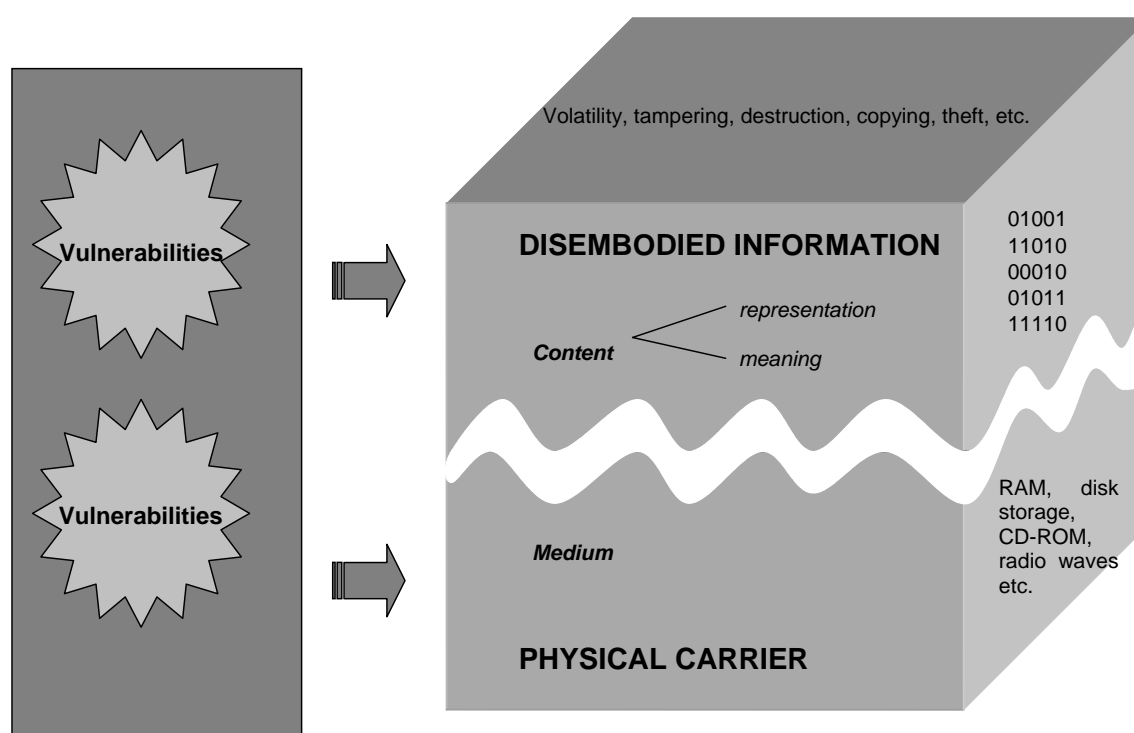 Vulnerabilities
Vulnerabilities
Volatility, tampering, destruction, copying, theft, etc.
DISEMBODIED INFORMATION
representation
Content
meaning
01001
11010
00010
01011
11110
Medium
PHYSICAL CARRIER
RAM, disk
storage,
CD-ROM,
radio waves
etc.